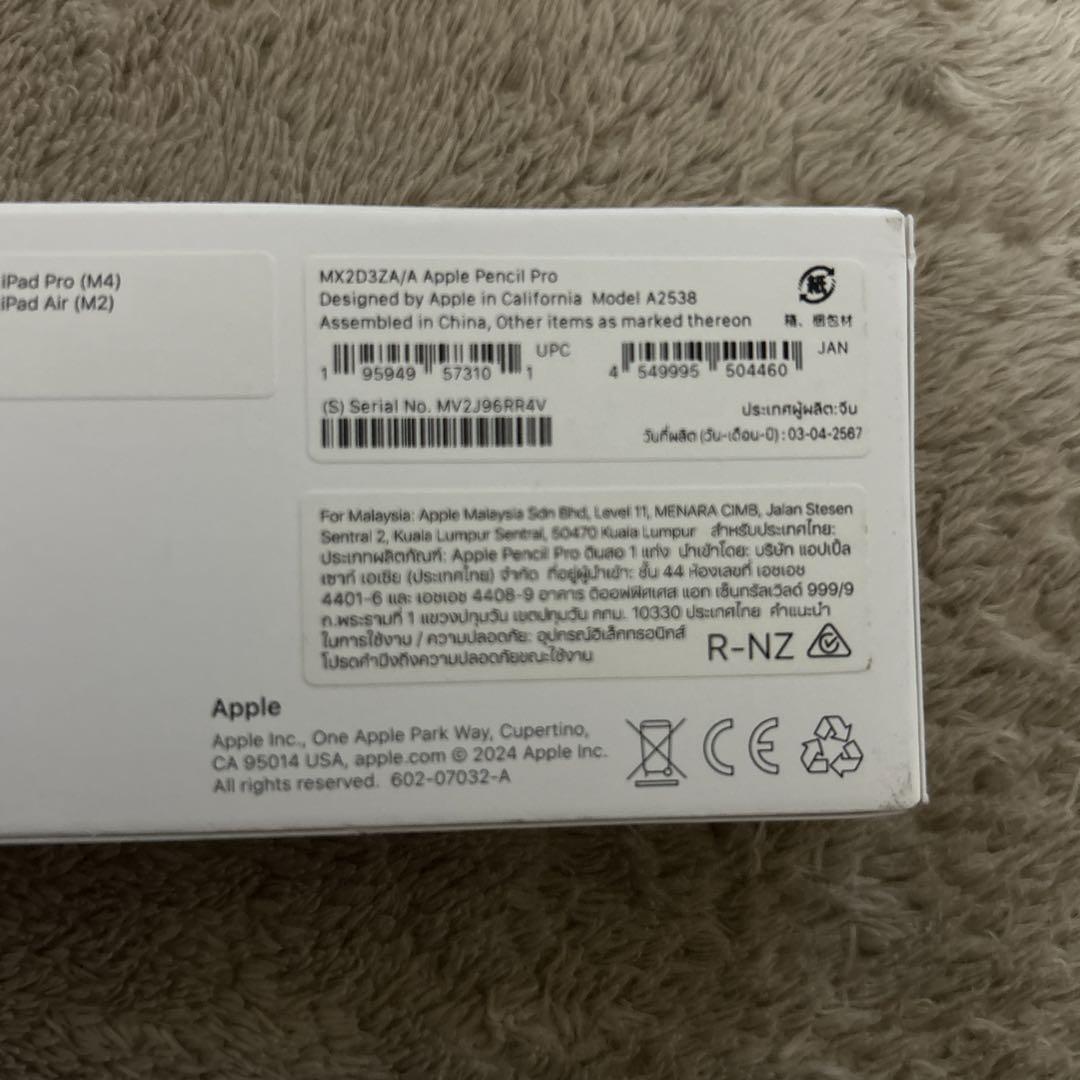 iPad Pro (M4)
iPad Air (M2)
MX2D3ZA/A Apple Pencil Pro
Designed by Apple in California Model A2538
Assembled in China, Other items as marked thereon
紙
箱、梱包材
1 95949 57310 1 UPC
4 549995 504460 JAN
(S) Serial No. MV2J96RR4V
ประเทศผู้ผลิต:จีน
วันที่ผลิต (วัน-เดือน-ปี) : 03-04-2567
For Malaysia: Apple Malaysia Sdn Bhd, Level 11, MENARA CIMB, Jalan Stesen
Sentral 2, Kuala Lumpur Sentral, 50470 Kuala Lumpur สำหรับประเทศไทย:
ประเภทผลิตภัณฑ์: Apple Pencil Pro ดินสอ 1 แท่ง นำเข้าโดย: บริษัท แอปเปิ้ล
เซาท์ เอเชีย (ประเทศไทย) จำกัด ที่อยู่ผู้นำเข้า: ชั้น 44 ห้องเลขที่ เอชเอช
4401-6 และ เอชเอช 4408-9 อาคาร ดิออฟฟิศเศส แอท เซ็นทรัลเวิลด์ 999/9
ถ.พระรามที่ 1 แขวงปทุมวัน เขตปทุมวัน กทม. 10330 ประเทศไทย คำแนะนำ
ในการใช้งาน / ความปลอดภัย: อุปกรณ์อิเล็กทรอนิกส์
โปรดคำนึงถึงความปลอดภัยขณะใช้งาน
R-NZ
Apple
Apple Inc., One Apple Park Way, Cupertino,
CA 95014 USA, apple.com © 2024 Apple Inc.
All rights reserved. 602-07032-A
CE